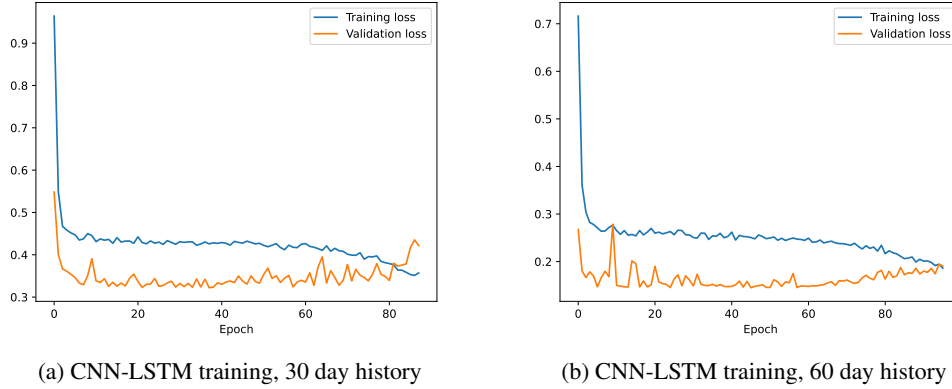 Training loss
Validation loss
0.9
0.8
0.7
0.6
0.5
0.4
0.3
0
20
40
60
80
Epoch
(a) CNN-LSTM training, 30 day history
Training loss
Validation loss
0.7
0.6
0.5
0.4
0.3
0.2
0
20
40
60
80
Epoch
(b) CNN-LSTM training, 60 day history